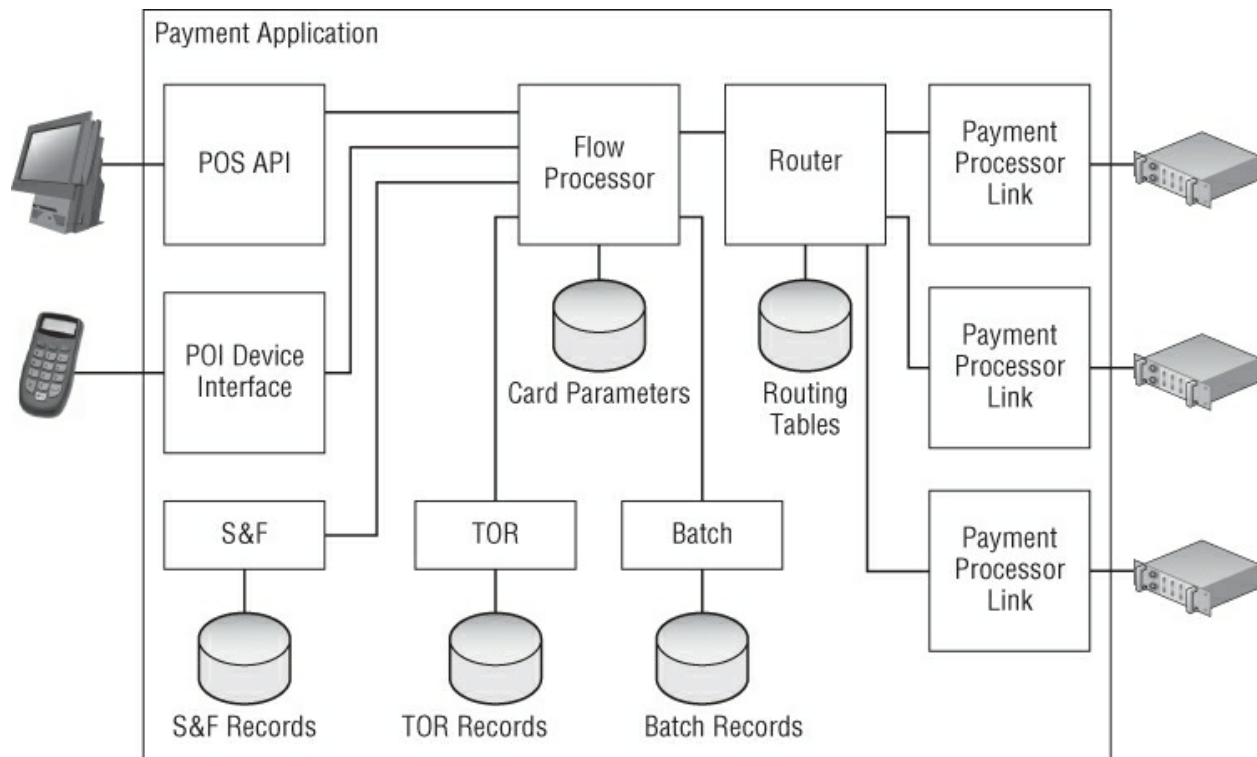 Payment Application
POS API
Flow
Processor
Router
Payment
Processor
Link
POI Device
Interface
Card Parameters
Routing
Tables
Payment
Processor
Link
S&F
TOR
Batch
Payment
Processor
Link
S&F Records
TOR Records
Batch Records